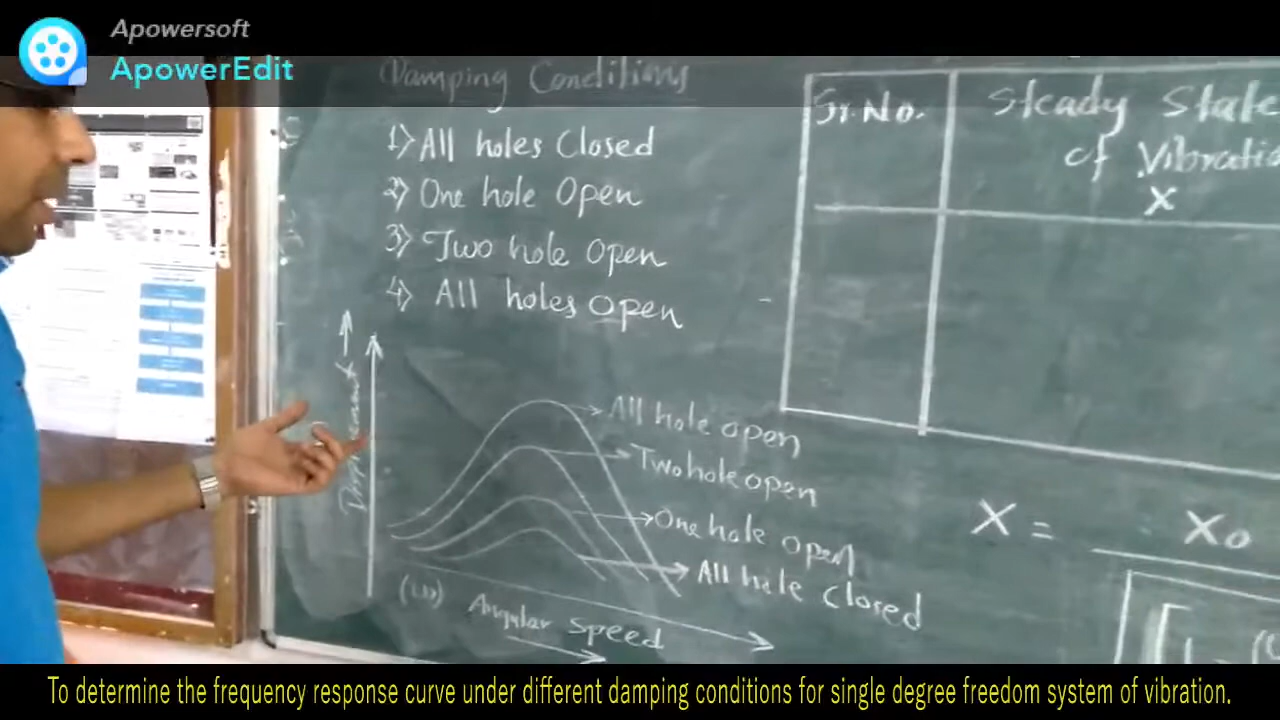 Apowersoft
ApowerEdit
Damping Conditions
1) All holes Closed
2) One hole Open
3) Two hole Open
4) All holes Open
Sr. No.
Steady State
of Vibratio
X
Displacement
All hole open
Two hole open
One hole open
All hole Closed
(ω) Angular Speed
X = Xo
To determine the frequency response curve under different damping conditions for single degree freedom system of vibration.